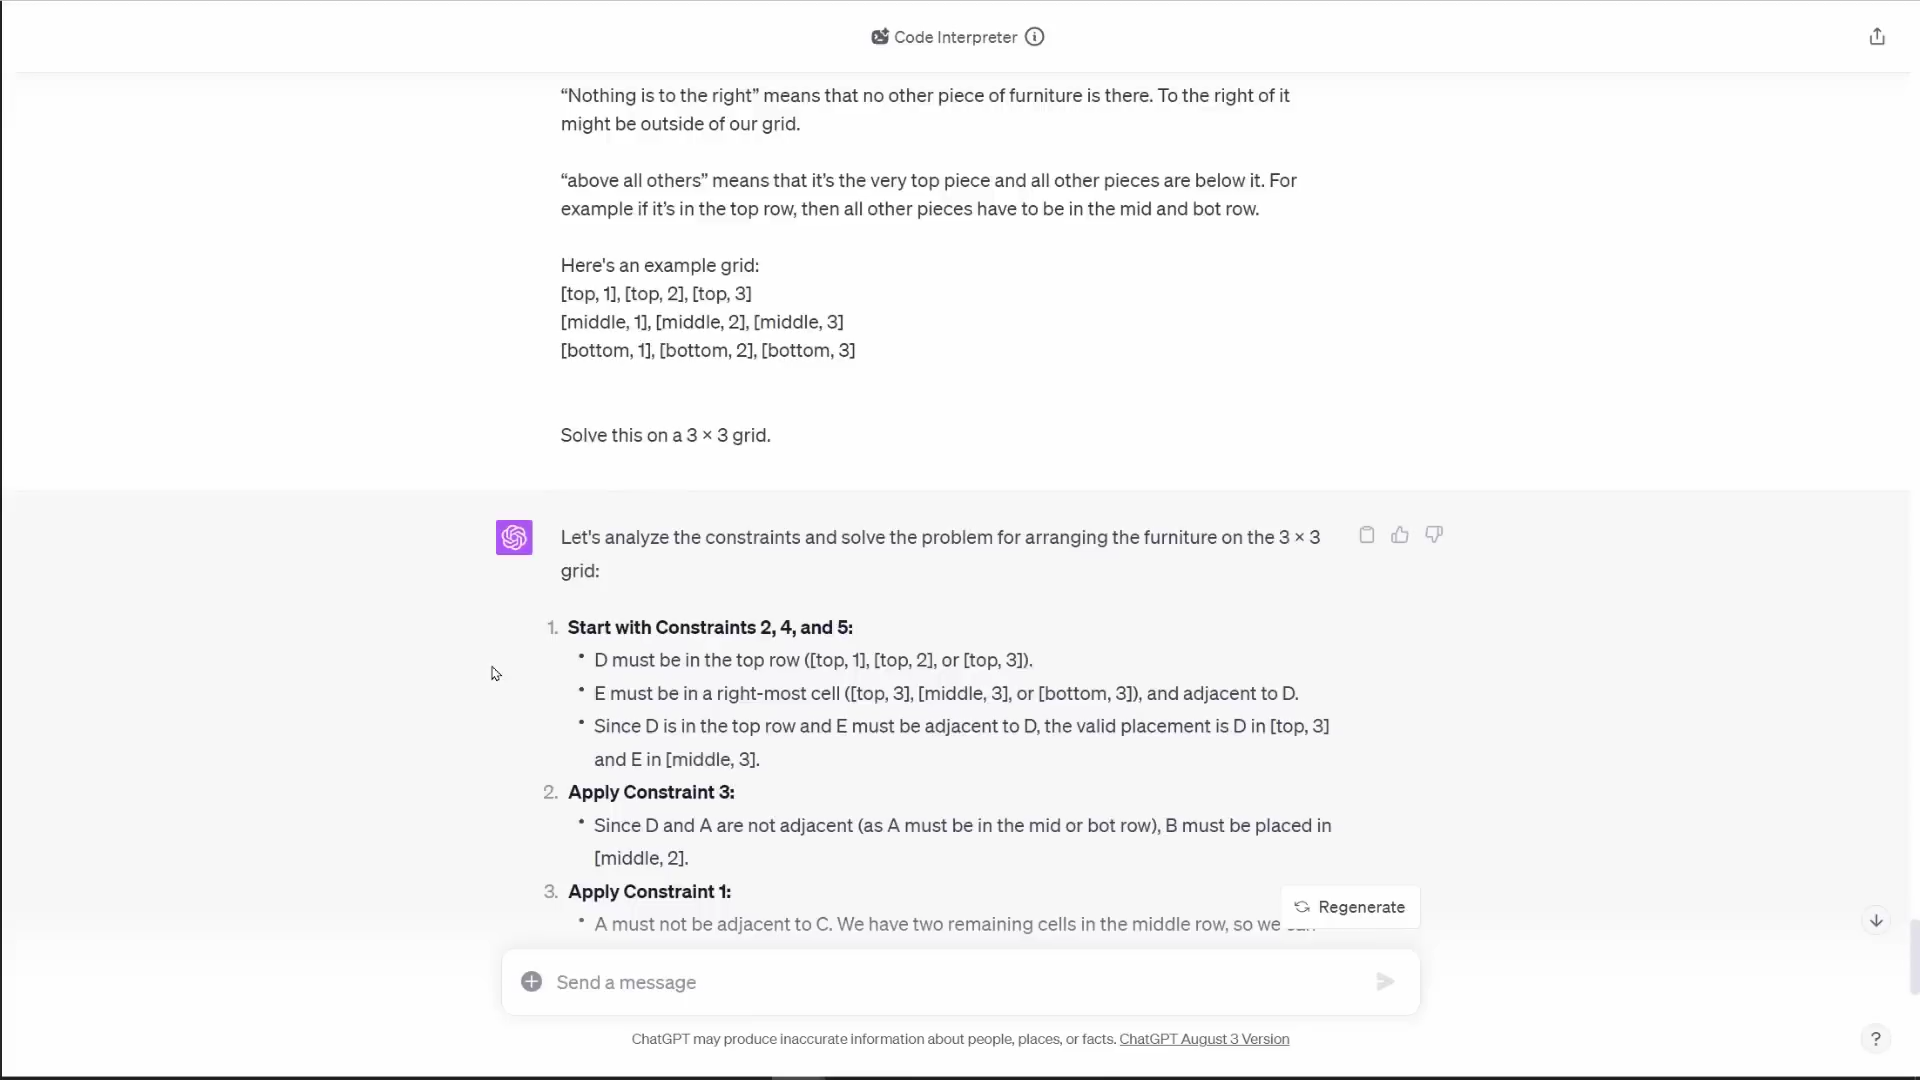 Code Interpreter
“Nothing is to the right” means that no other piece of furniture is there. To the right of it
might be outside of our grid.
“above all others” means that it’s the very top piece and all other pieces are below it. For
example if it’s in the top row, then all other pieces have to be in the mid and bot row.
Here's an example grid:
[top, 1], [top, 2], [top, 3]
[middle, 1], [middle, 2], [middle, 3]
[bottom, 1], [bottom, 2], [bottom, 3]
Solve this on a 3 × 3 grid.
Let's analyze the constraints and solve the problem for arranging the furniture on the 3 × 3
grid:
1. Start with Constraints 2, 4, and 5:
• D must be in the top row ([top, 1], [top, 2], or [top, 3]).
• E must be in a right-most cell ([top, 3], [middle, 3], or [bottom, 3]), and adjacent to D.
• Since D is in the top row and E must be adjacent to D, the valid placement is D in [top, 3]
and E in [middle, 3].
2. Apply Constraint 3:
• Since D and A are not adjacent (as A must be in the mid or bot row), B must be placed in
[middle, 2].
3. Apply Constraint 1:
• A must not be adjacent to C. We have two remaining cells in the middle row, so we
Regenerate
Send a message
ChatGPT may produce inaccurate information about people, places, or facts. ChatGPT August 3 Version
?